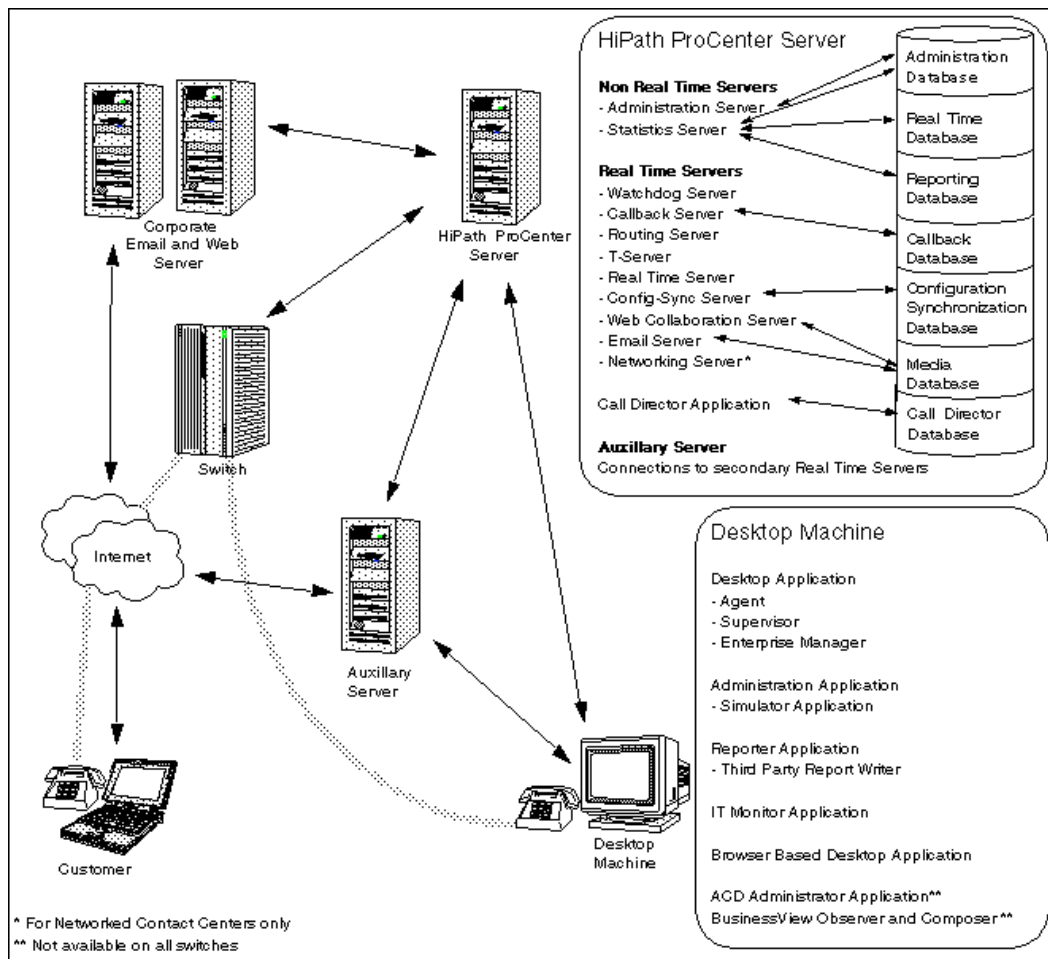 HiPath ProCenter Server
Non Real Time Servers
- Administration Server
- Statistics Server
Real Time Servers
- Watchdog Server
- Callback Server
- Routing Server
- T-Server
- Real Time Server
- Config-Sync Server
- Web Collaboration Server
- Email Server
- Networking Server*
Call Director Application
Auxillary Server
Connections to secondary Real Time Servers
Administration
Database
Real Time
Database
Reporting
Database
Callback
Database
Configuration
Synchronization
Database
Media
Database
Call Director
Database
Corporate
Email and Web
Server
HiPath ProCenter
Server
Switch
Internet
Auxillary
Server
Customer
Desktop
Machine
Desktop Machine
Desktop Application
- Agent
- Supervisor
- Enterprise Manager
Administration Application
- Simulator Application
Reporter Application
- Third Party Report Writer
IT Monitor Application
Browser Based Desktop Application
ACD Administrator Application**
BusinessView Observer and Composer**
* For Networked Contact Centers only
** Not available on all switches